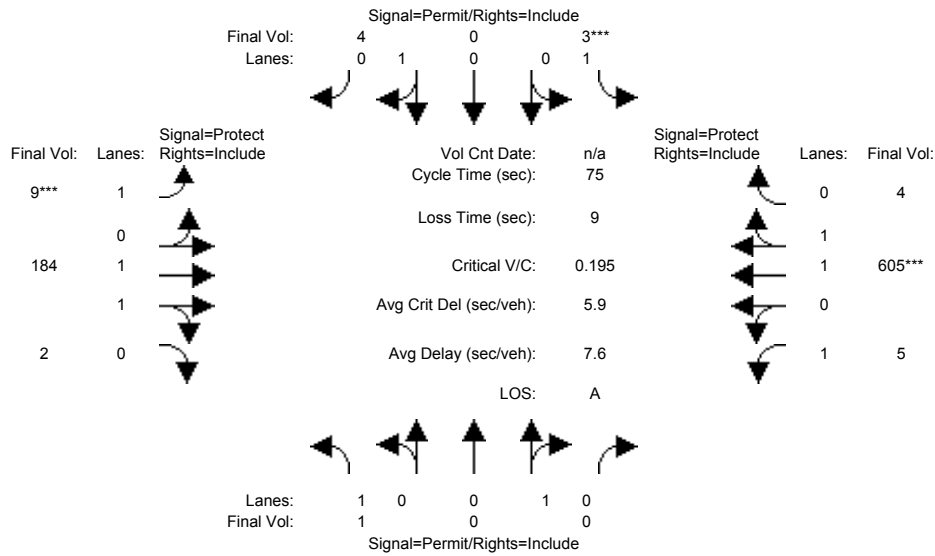 Signal=Permit/Rights=Include
Final Vol: 4 0 3***
Lanes: 0 1 0 0 1
Signal=Protect
Final Vol: Lanes: Rights=Include
Vol Cnt Date: n/a
Signal=Protect
Rights=Include Lanes: Final Vol:
Cycle Time (sec): 75
9*** 1
0 4
Loss Time (sec): 9
0
1
184 1
Critical V/C: 0.195
1 605***
1
Avg Crit Del (sec/veh): 5.9
0
2 0
Avg Delay (sec/veh): 7.6
1 5
LOS: A
Lanes: 1 0 0 1 0
Final Vol: 1 0 0
Signal=Permit/Rights=Include